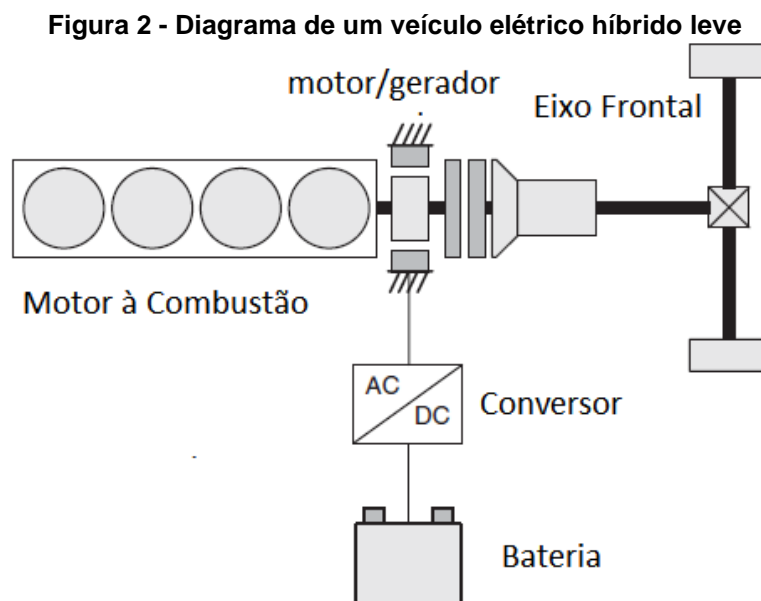 Figura 2 - Diagrama de um veículo elétrico híbrido leve
motor/gerador
Eixo Frontal
Motor à Combustão
AC
DC
Conversor
Bateria